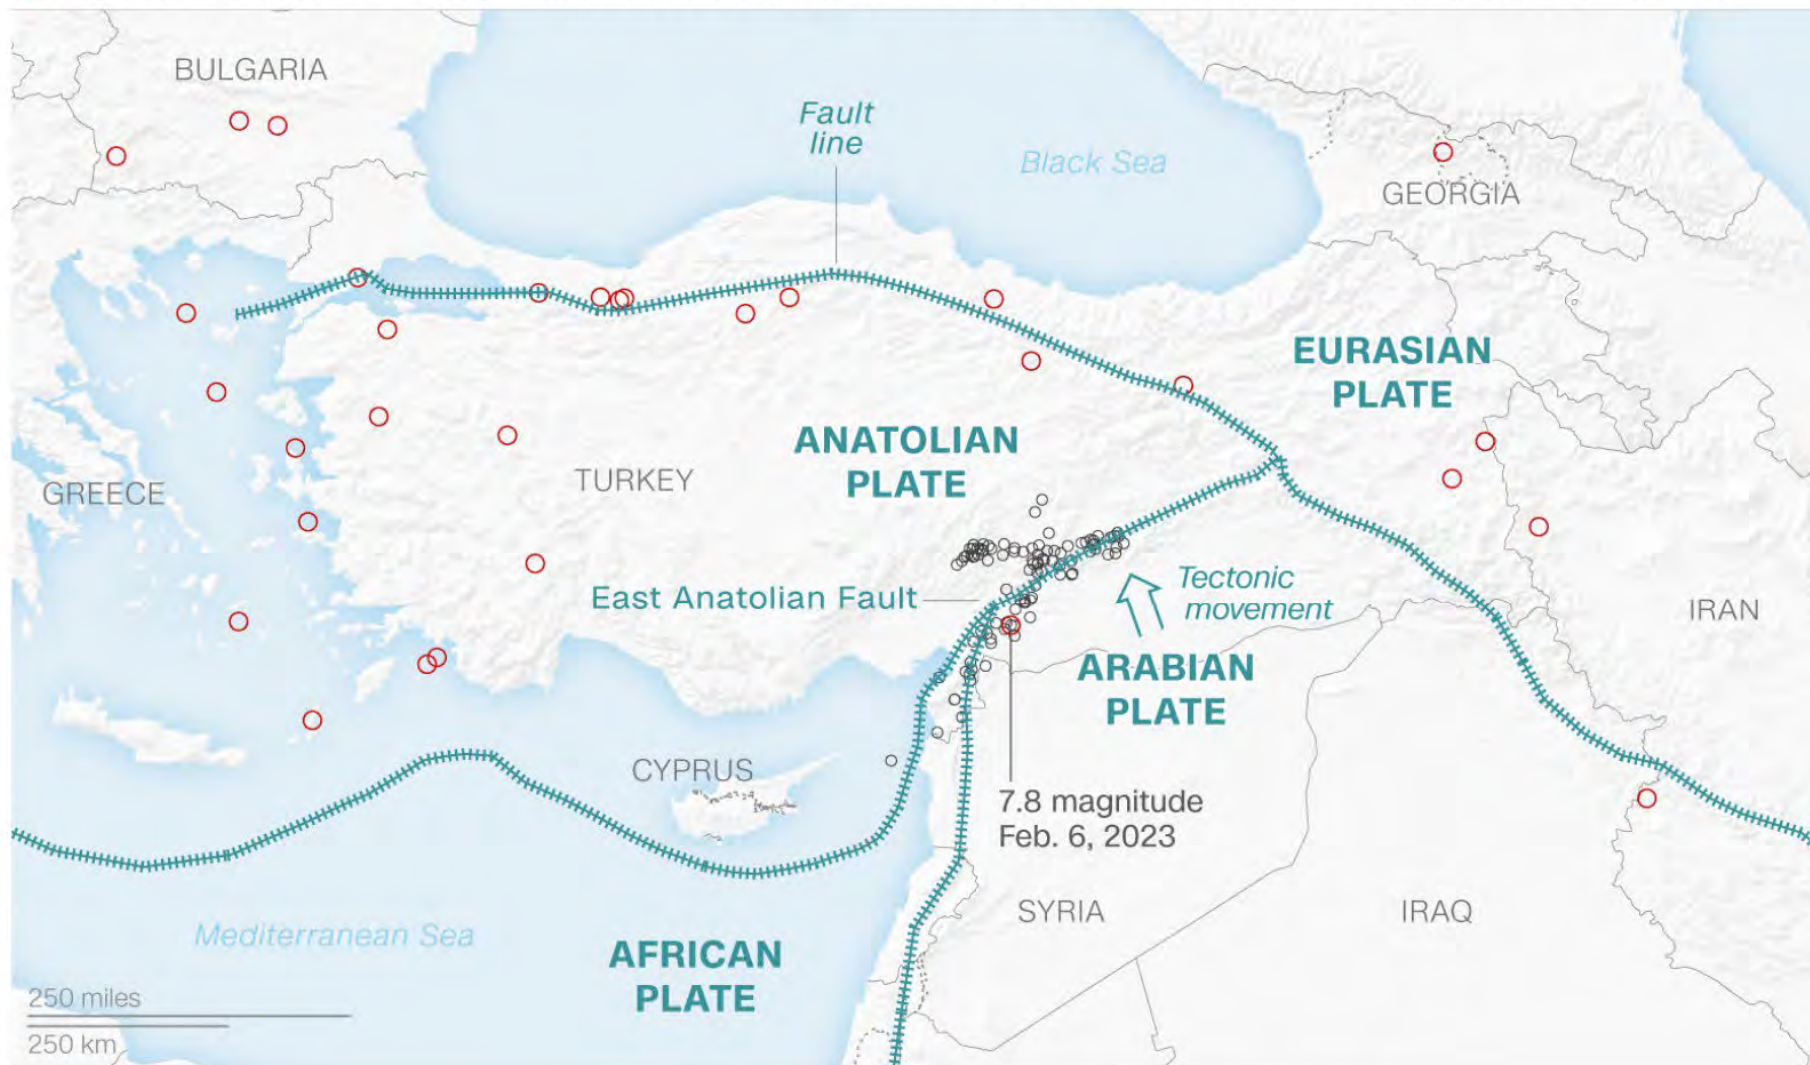 BULGARIA
Fault
line
Black Sea
GEORGIA
EURASIAN
PLATE
ANATOLIAN
PLATE
TURKEY
GREECE
East Anatolian Fault
Tectonic
movement
IRAN
ARABIAN
PLATE
CYPRUS
7.8 magnitude
Feb. 6, 2023
SYRIA
IRAQ
Mediterranean Sea
AFRICAN
PLATE
250 miles
250 km